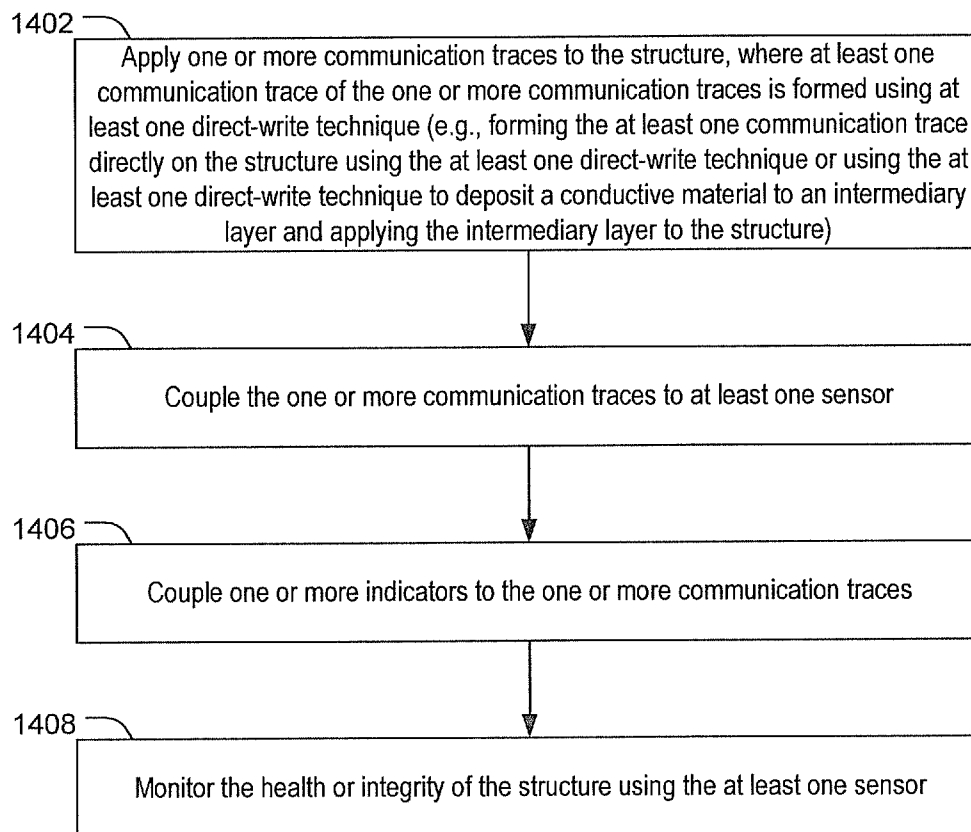 1402
Apply one or more communication traces to the structure, where at least one
communication trace of the one or more communication traces is formed using at
least one direct-write technique (e.g., forming the at least one communication trace
directly on the structure using the at least one direct-write technique or using the at
least one direct-write technique to deposit a conductive material to an intermediary
layer and applying the intermediary layer to the structure)
1404
Couple the one or more communication traces to at least one sensor
1406
Couple one or more indicators to the one or more communication traces
1408
Monitor the health or integrity of the structure using the at least one sensor